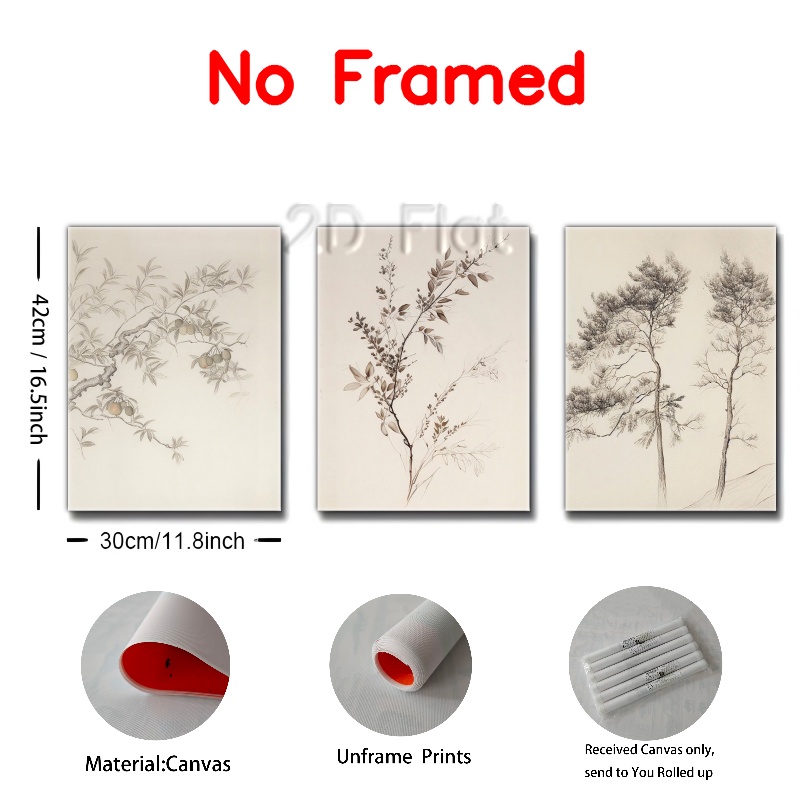 No Framed
2D Flat
42cm / 16.5inch
30cm/11.8inch
Material:Canvas
Unframe Prints
Received Canvas only,
send to You Rolled up